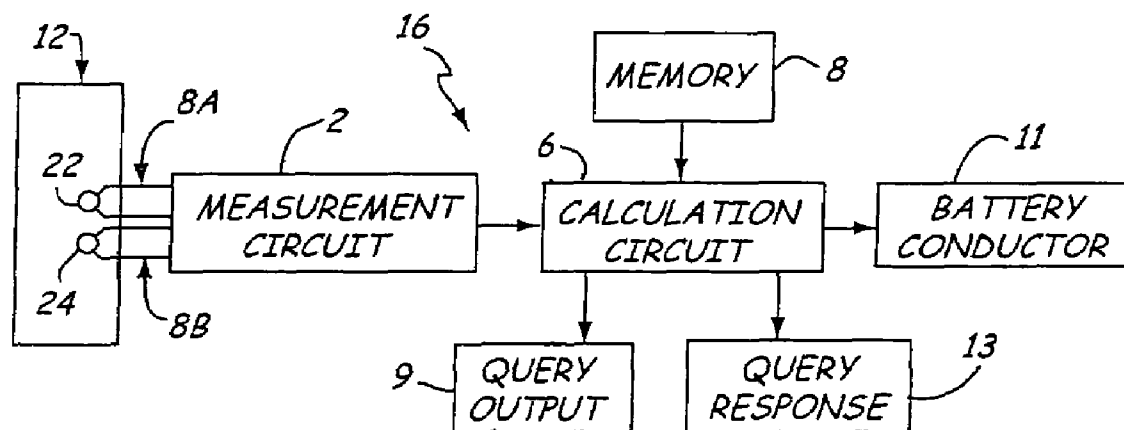 12
16
MEMORY
8
8A
2
6
11
22
MEASUREMENT
CIRCUIT
CALCULATION
CIRCUIT
BATTERY
CONDUCTOR
24
8B
9
QUERY
OUTPUT
QUERY
RESPONSE
13